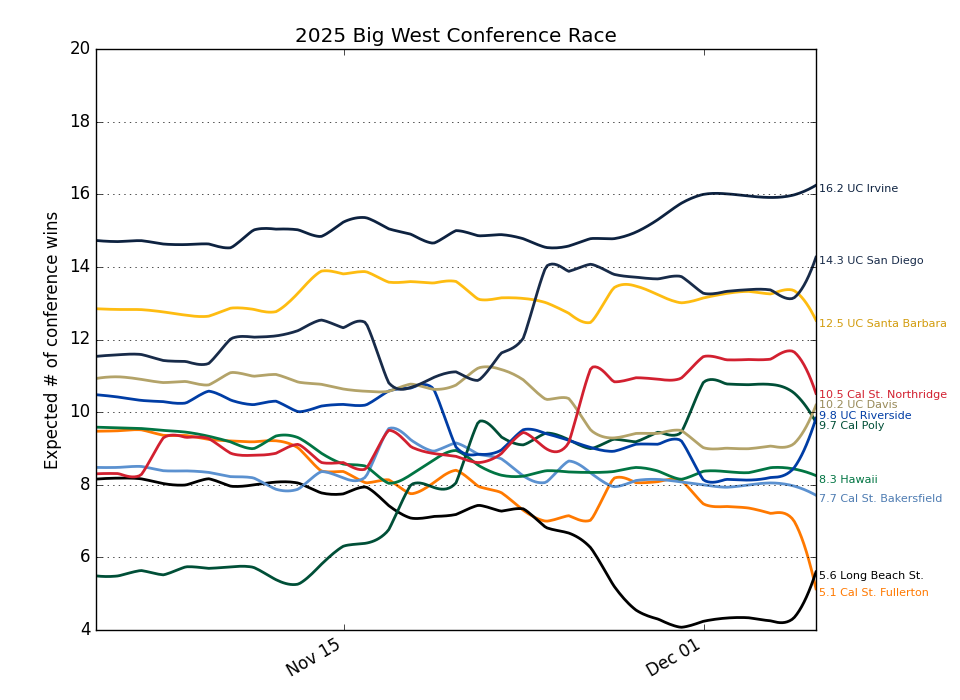 2025 Big West Conference Race
Expected # of conference wins
20
18
16
14
12
10
8
6
4
Nov 15
Dec 01
16.2 UC Irvine
14.3 UC San Diego
12.5 UC Santa Barbara
10.5 Cal St. Northridge
10.2 UC Davis
9.8 UC Riverside
9.7 Cal Poly
8.3 Hawaii
7.7 Cal St. Bakersfield
5.6 Long Beach St.
5.1 Cal St. Fullerton